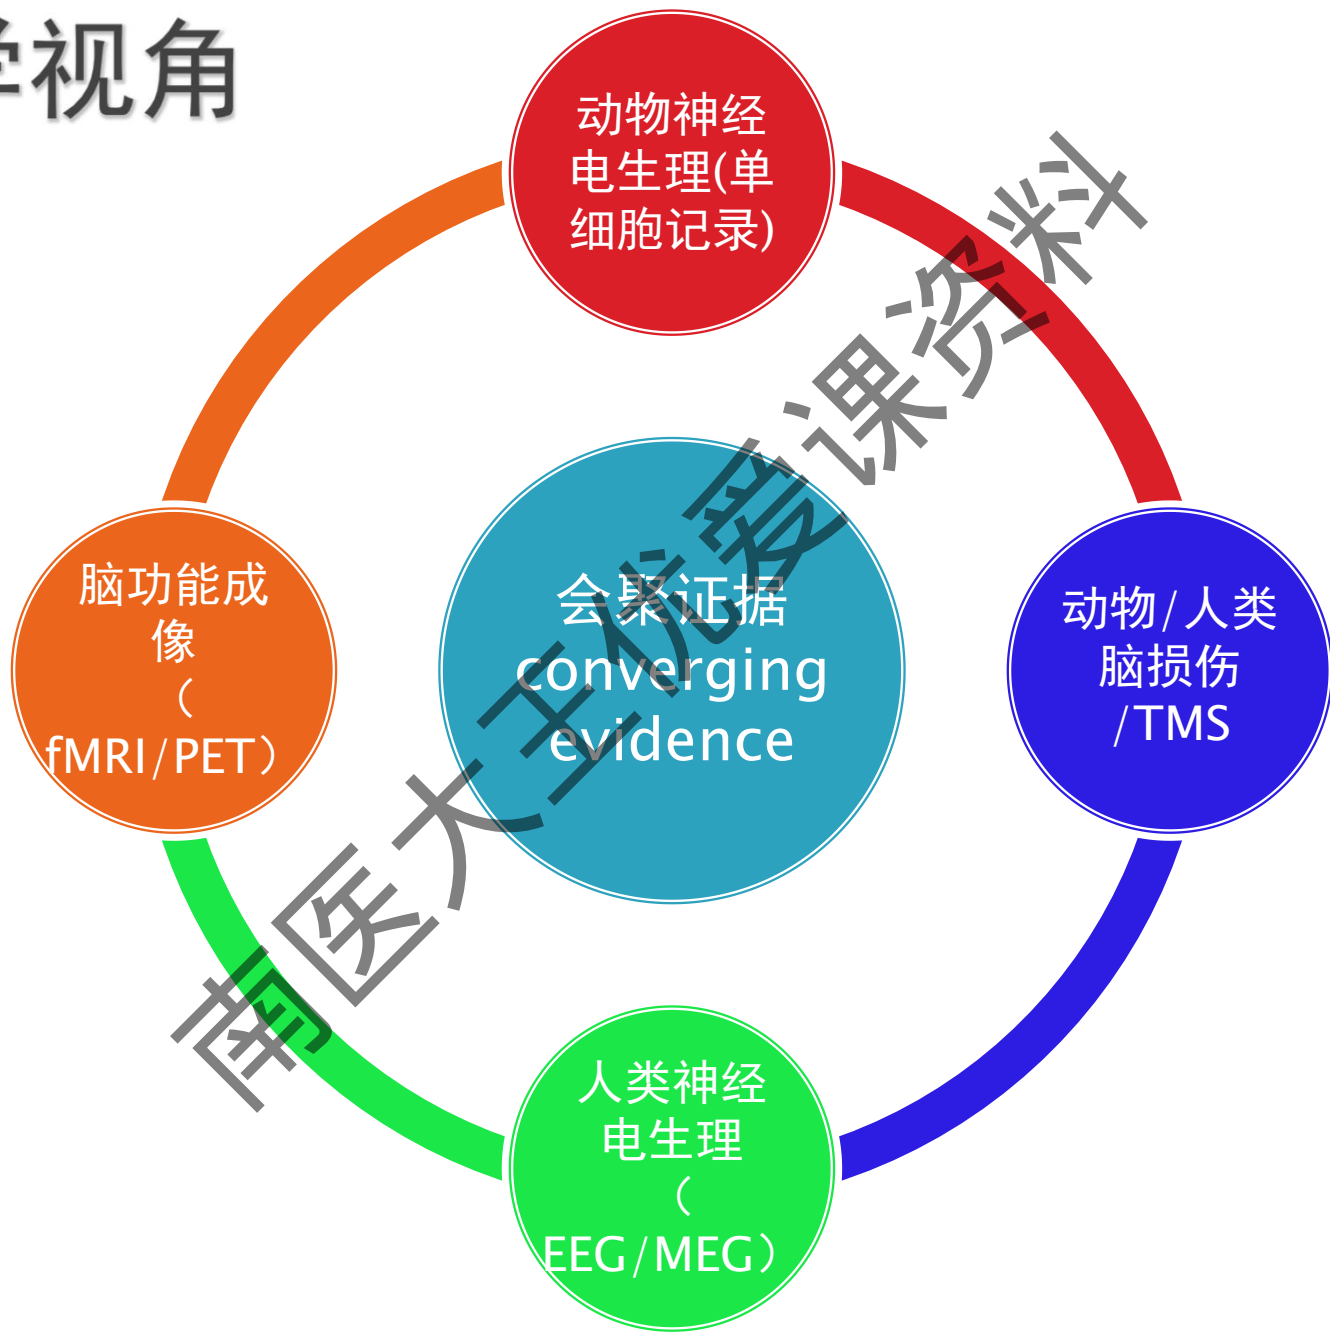 学视角
动物神经
电生理(单
细胞记录)
脑功能成
像
（
fMRI/PET）
会聚证据
converging
evidence
动物/人类
脑损伤
/TMS
人类神经
电生理
（
EEG/MEG）
南医大王优爱课资料